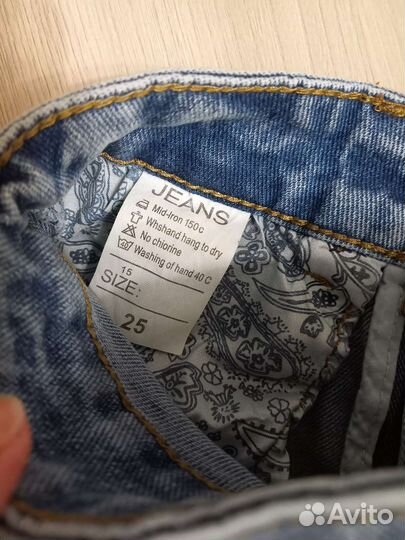 JEANS
Mid-Iron 150c
Whshand hang to dry
No chlorine
Washing of hand 40 C
15
SIZE:
25
Avito